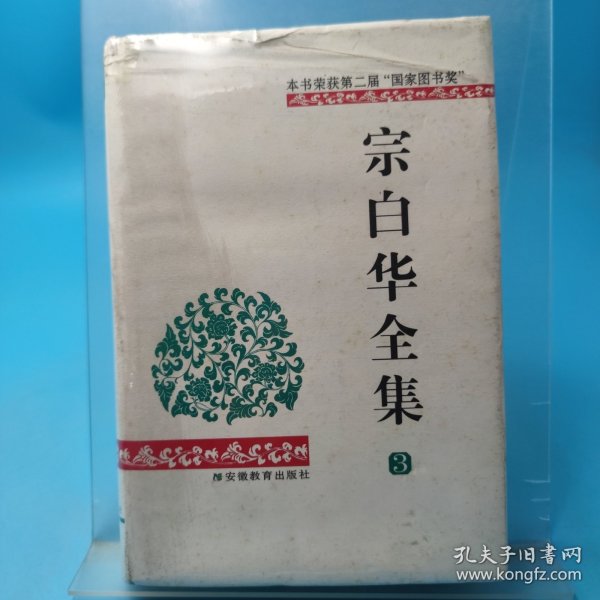 本书荣获第二届“国家图书奖”
宗白华全集
3
安徽教育出版社
孔夫子旧书网
www.kongfz.com